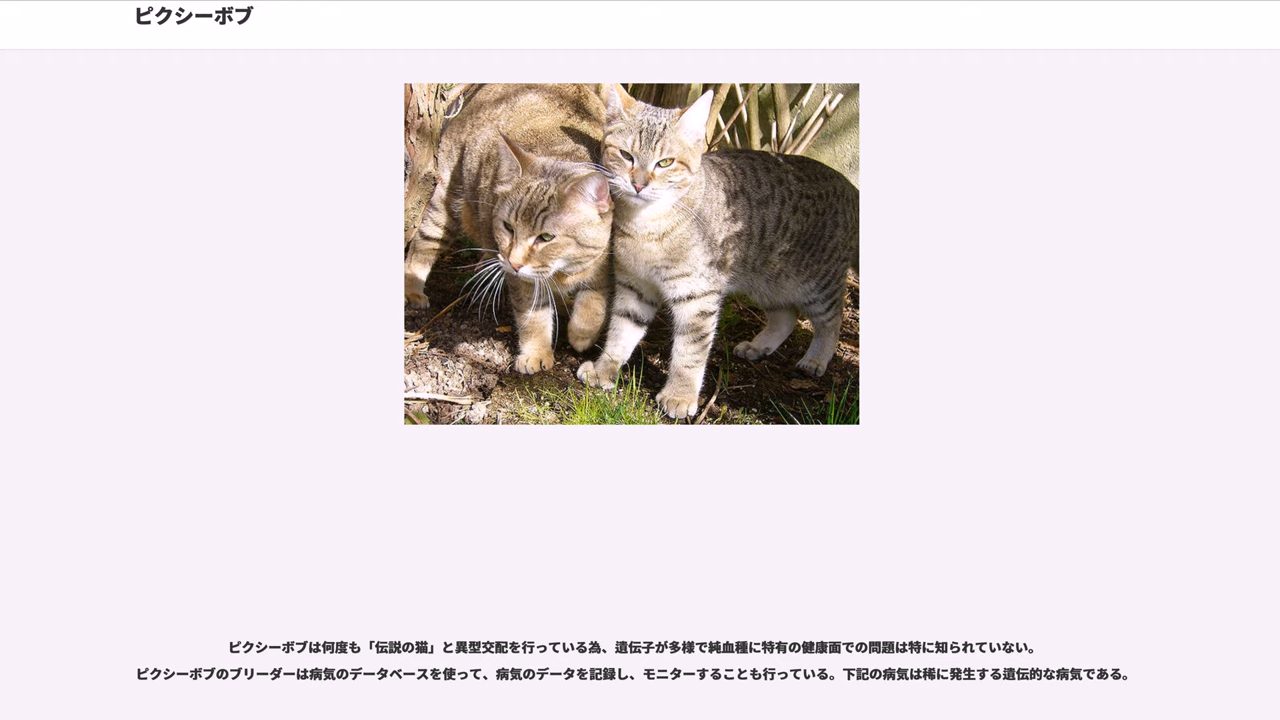 ピクシーボブ
ピクシーボブは何度も「伝説の猫」と異型交配を行っている為、遺伝子が多様で純血種に特有の健康面での問題は特に知られていない。
ピクシーボブのブリーダーは病気のデータベースを使って、病気のデータを記録し、モニターすることも行っている。下記の病気は稀に発生する遺伝的な病気である。